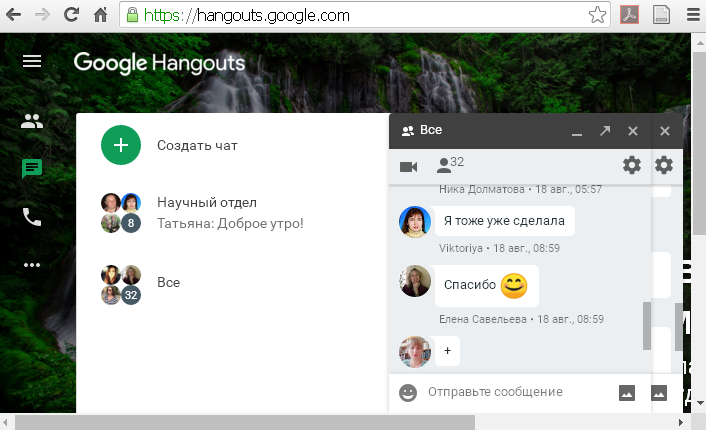 https://hangouts.google.com
Google Hangouts
Создать чат
Научный отдел
Татьяна: Доброе утро!
8
Все
32
Все
32
Ника Долматова • 18 авг., 05:57
Я тоже уже сделала
Viktoriya • 18 авг., 08:59
Спасибо 😊
Елена Савельева • 18 авг., 08:59
+
Отправьте сообщение